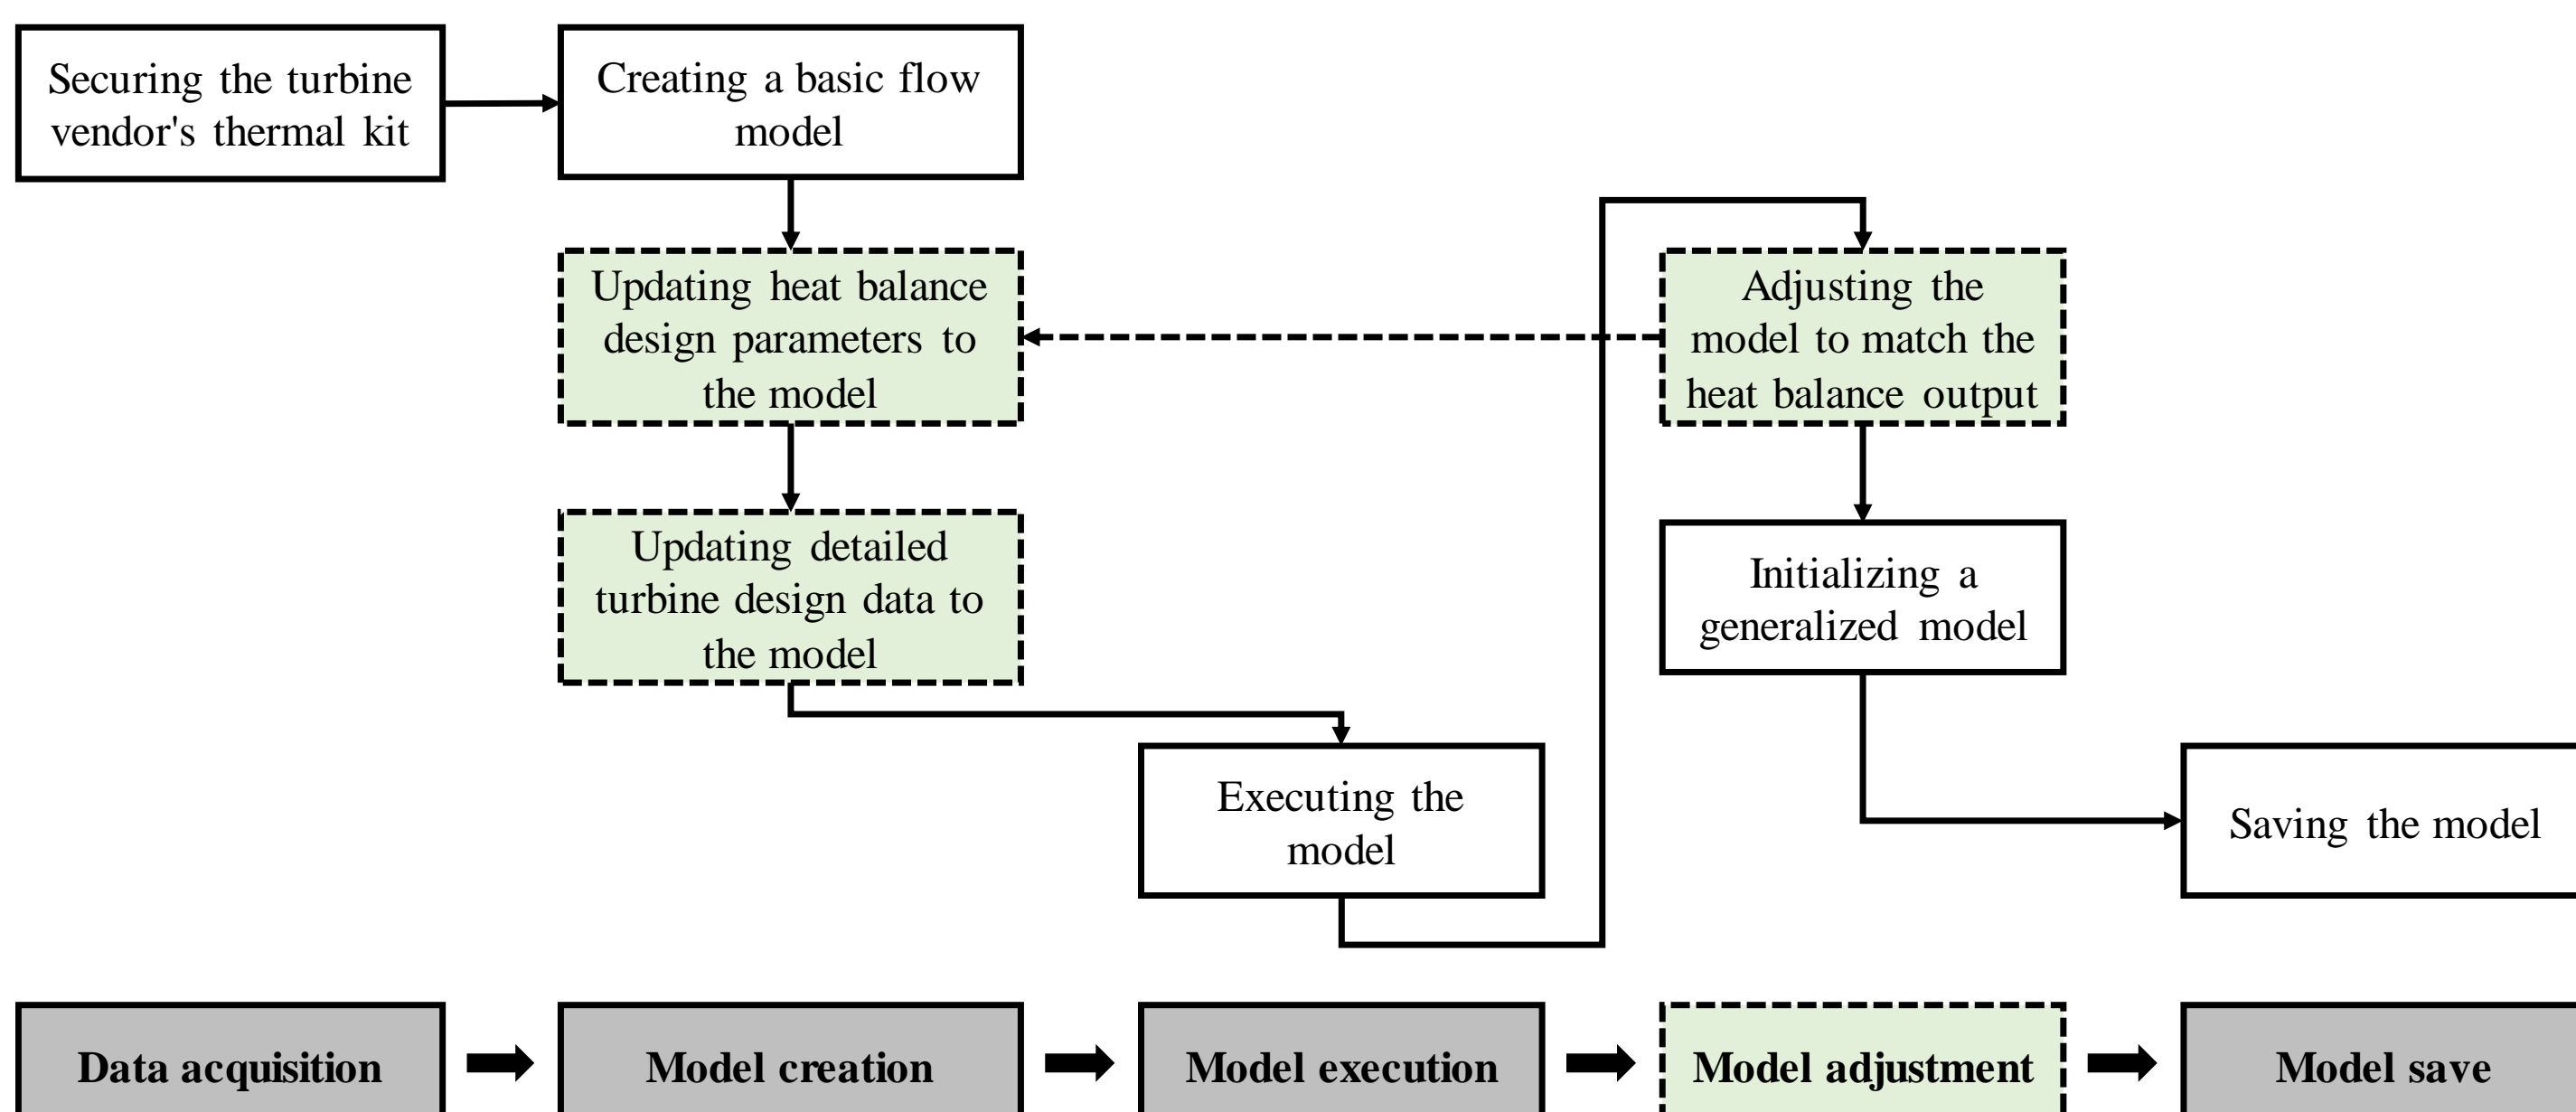 Securing the turbine
vendor's thermal kit
Creating a basic flow
model
Updating heat balance
design parameters to
the model
Updating detailed
turbine design data to
the model
Executing the
model
Adjusting the
model to match the
heat balance output
Initializing a
generalized model
Saving the model
Data acquisition
Model creation
Model execution
Model adjustment
Model save